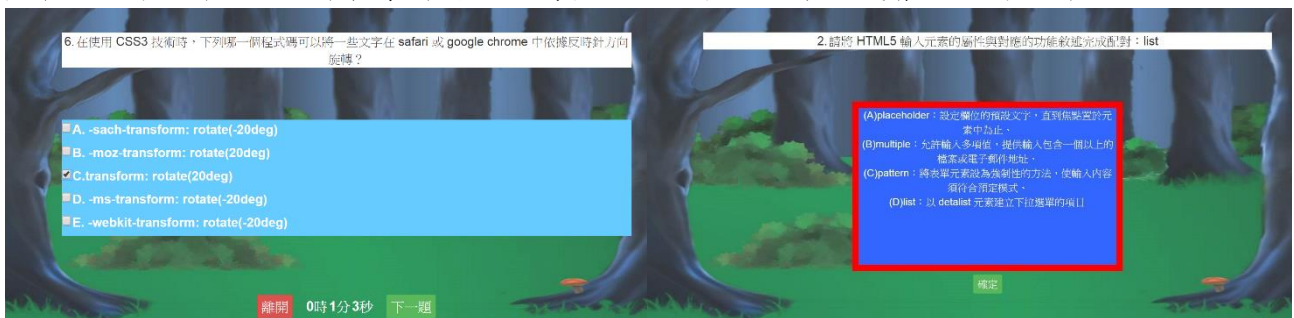 6. 在使用 CSS3 技術時，下列哪一個程式碼可以將一些文字在 safari 或 google chrome 中依據反時針方向
旋轉？
A. -sach-transform: rotate(-20deg)
B. -moz-transform: rotate(20deg)
C.transform: rotate(20deg)
D. -ms-transform: rotate(-20deg)
E. -webkit-transform: rotate(-20deg)
離開 0時1分3秒 下一題
2.請將 HTML5 輸入元素的屬性與對應的功能敘述完成配對：list
(A)placeholder：設定欄位的預設文字，直到焦點置於元
素中為止、
(B)multiple：允許輸入多項值，提供輸入包含一個以上的
檔案或電子郵件地址、
(C)pattern：將表單元素設為強制性的方法，使輸入內容
須符合預定模式、
(D)list：以 detalist 元素建立下拉選單的項目
確定